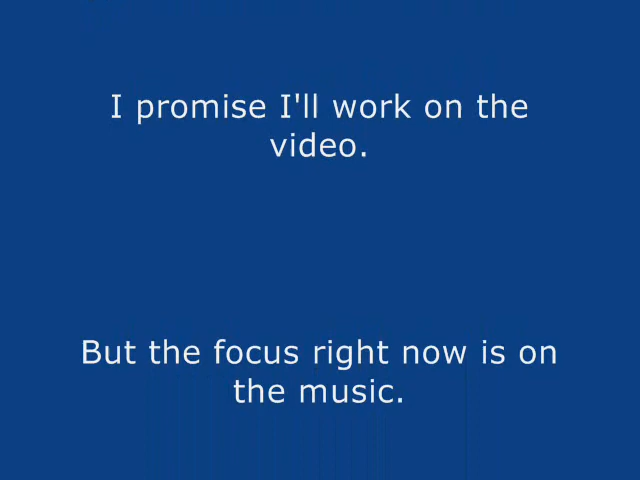 I promise I'll work on the
video.
But the focus right now is on
the music.